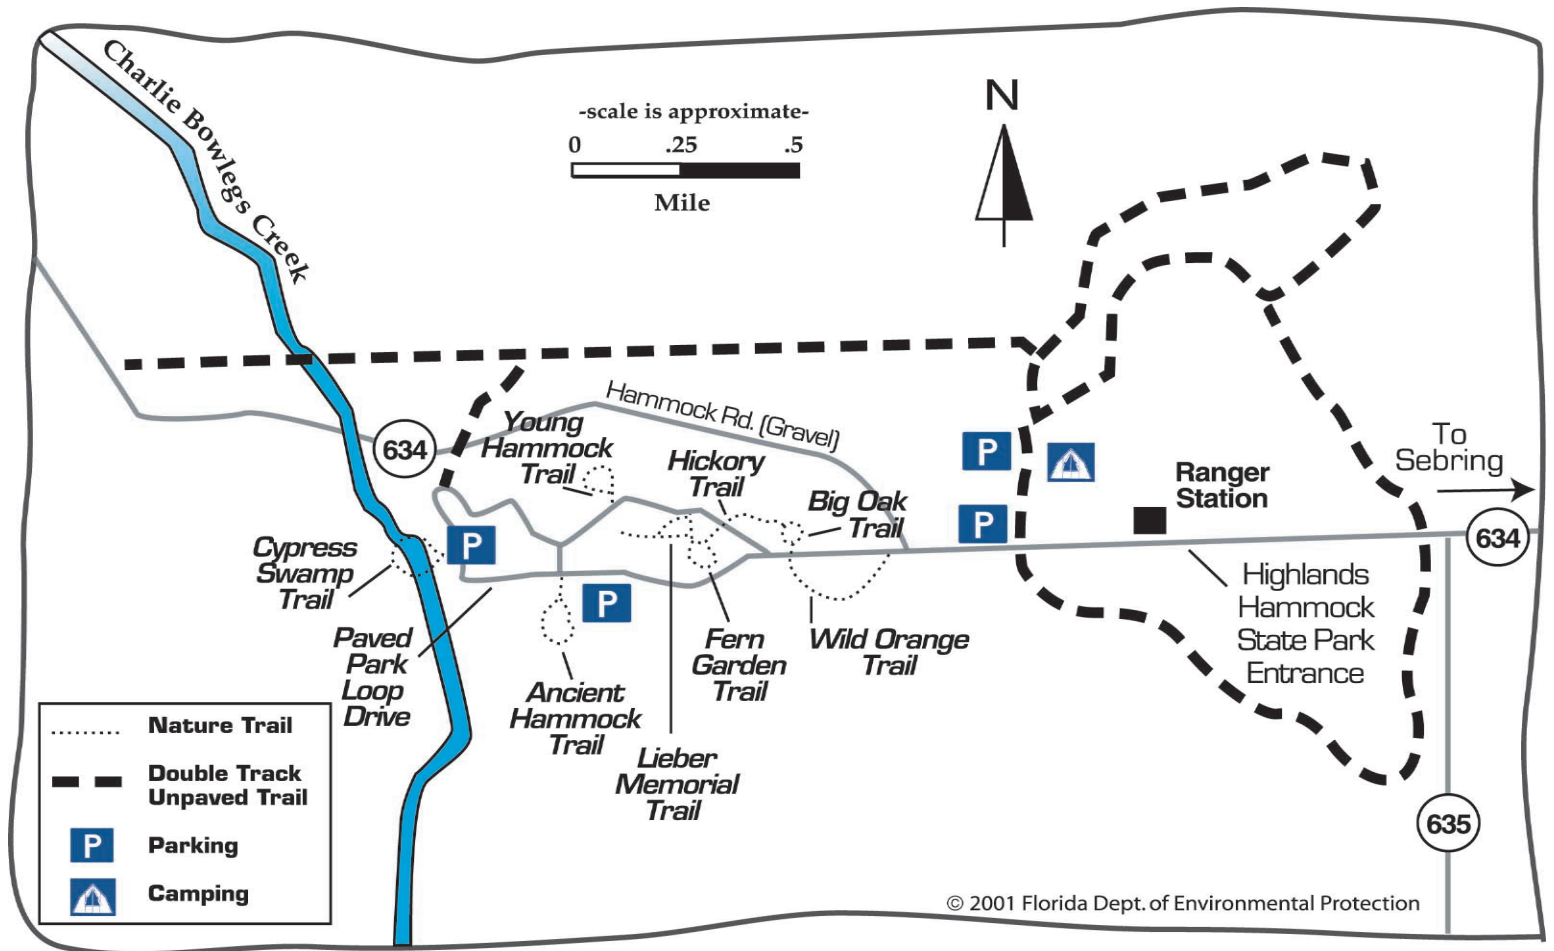 Charlie Bowlegs Creek
-scale is approximate-
0 .25 .5
Mile
N
Hammock Rd. (Gravel)
634
Young
Hammock
Trail
Hickory
Trail
Big Oak
Trail
P
P
Ranger
Station
To
Sebring
634
Cypress
Swamp
Trail
P
P
Paved
Park
Loop
Drive
Ancient
Hammock
Trail
Lieber
Memorial
Trail
Fern
Garden
Trail
Wild Orange
Trail
Highlands
Hammock
State Park
Entrance
635
Nature Trail
Double Track
Unpaved Trail
P Parking
Camping
© 2001 Florida Dept. of Environmental Protection